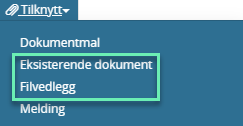 Tilknytt
Dokumentmal
Eksisterende dokument
Filvedlegg
Melding